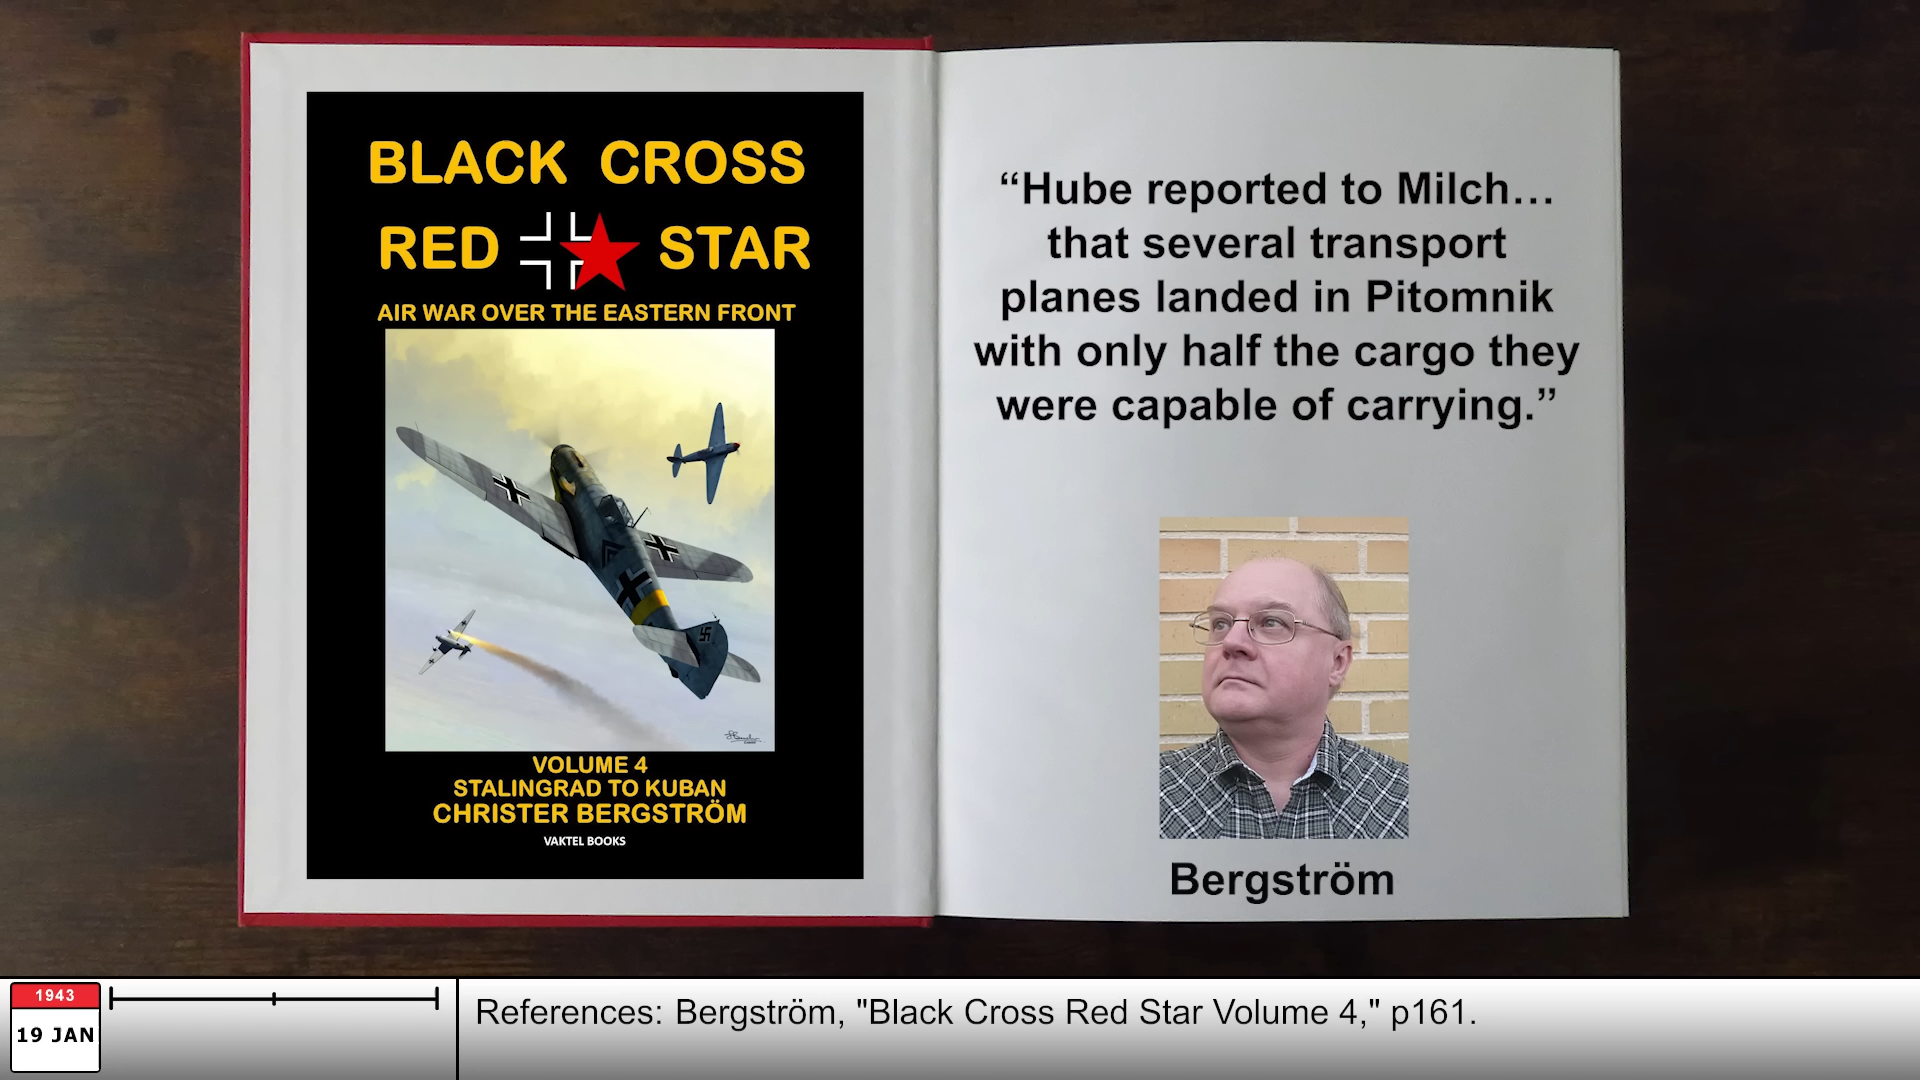 BLACK CROSS
RED STAR
AIR WAR OVER THE EASTERN FRONT
VOLUME 4
STALINGRAD TO KUBAN
CHRISTER BERGSTRÖM
VAKTEL BOOKS
“Hube reported to Milch…
that several transport
planes landed in Pitomnik
with only half the cargo they
were capable of carrying.”
Bergström
1943
19 JAN
References: Bergström, "Black Cross Red Star Volume 4," p161.